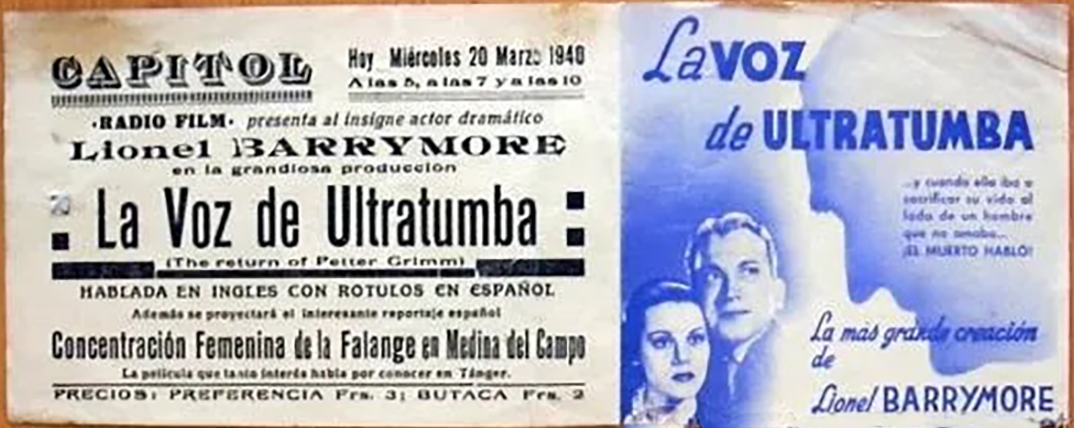 CAPITOL
Hoy Miércoles 20 Marzo 1940
A las 5, a las 7 y a las 10
·RADIO FILM· presenta al insigne actor dramático
Lionel BARRYMORE
en la grandiosa producción
La Voz de Ultratumba
(The return of Petter Grimm)
HABLADA EN INGLES CON ROTULOS EN ESPAÑOL
Además se proyectará el interesante reportaje español
Concentración Femenina de la Falange en Medina del Campo
La película que tanto interés había por conocer en Tánger.
PRECIOS: PREFERENCIA Frs. 3; BUTACA Frs. 2
La VOZ
de ULTRATUMBA
...y cuando ella iba a
sacrificar su vida al
lado de un hombre
que no amaba...
¡EL MUERTO HABLÓ!
La mas grande creación
de
Lionel BARRYMORE